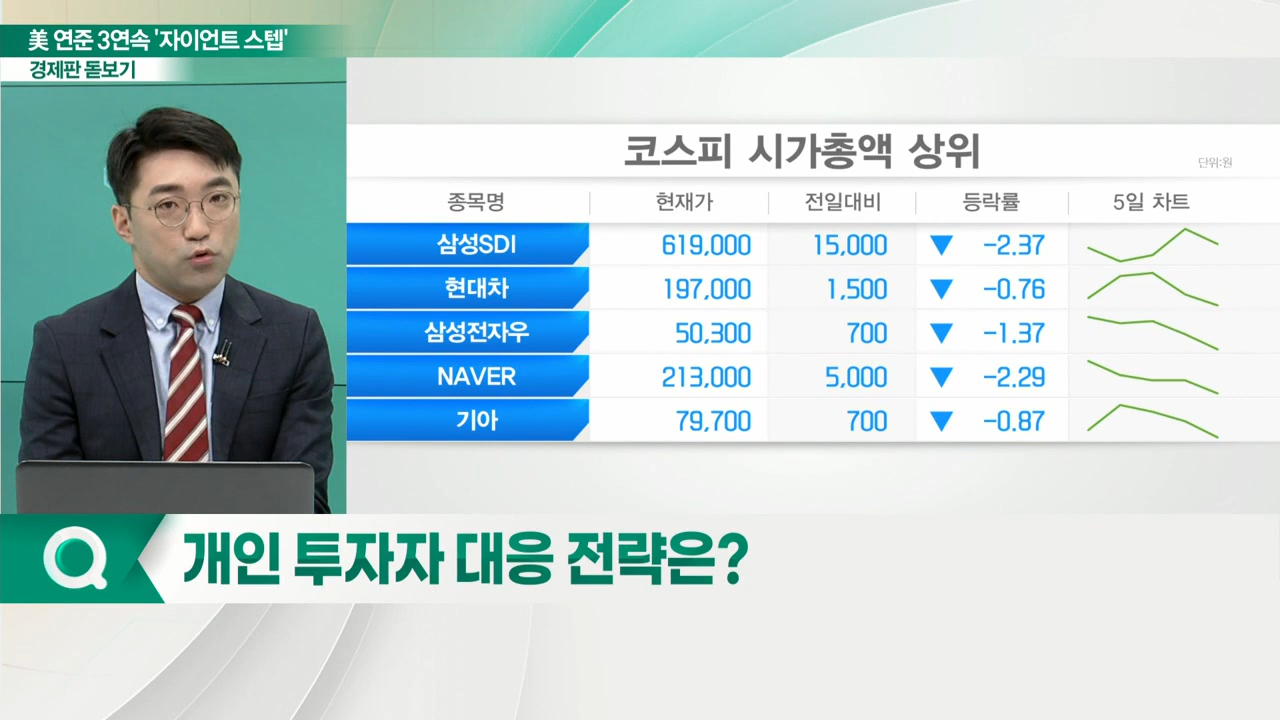 美 연준 3연속 '자이언트 스텝'
경제판 돋보기
코스피 시가총액 상위
단위:원
종목명 현재가 전일대비 등락률 5일 차트
삼성SDI 619,000 15,000 ▼ -2.37
현대차 197,000 1,500 ▼ -0.76
삼성전자우 50,300 700 ▼ -1.37
NAVER 213,000 5,000 ▼ -2.29
기아 79,700 700 ▼ -0.87
Q 개인 투자자 대응 전략은?